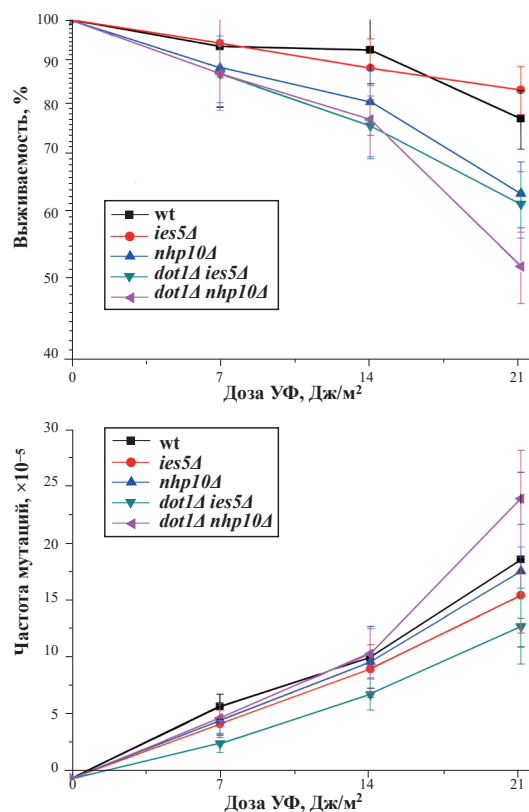 100
90
80
70
60
50
40
Выживаемость, %
wt
ies5Δ
nhp10Δ
dot1Δ ies5Δ
dot1Δ nhp10Δ
0
7
14
21
Доза УФ, Дж/м²
30
25
20
15
10
5
0
Частота мутаций, ×10⁻⁵
wt
ies5Δ
nhp10Δ
dot1Δ ies5Δ
dot1Δ nhp10Δ
0
7
14
21
Доза УФ, Дж/м²